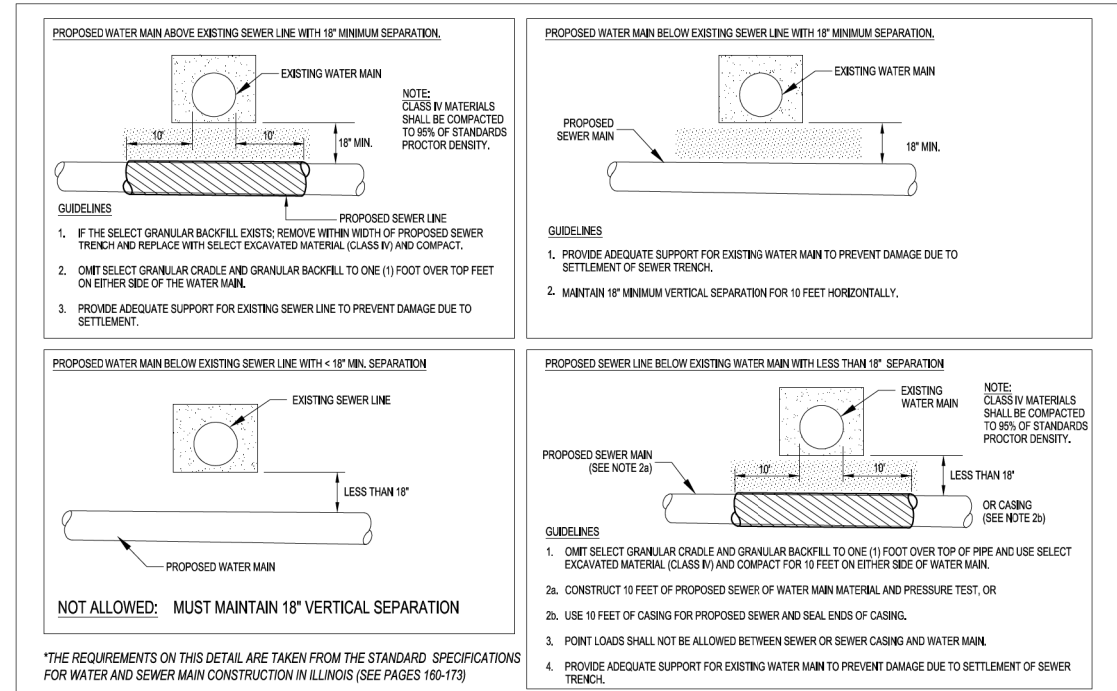 PROPOSED WATER MAIN ABOVE EXISTING SEWER LINE WITH 18" MINIMUM SEPARATION.
EXISTING WATER MAIN
NOTE:
CLASS IV MATERIALS
SHALL BE COMPACTED
TO 95% OF STANDARDS
PROCTOR DENSITY.
10'
10'
18" MIN.
PROPOSED SEWER LINE
GUIDELINES
1. IF THE SELECT GRANULAR BACKFILL EXISTS; REMOVE WITHIN WIDTH OF PROPOSED SEWER
TRENCH AND REPLACE WITH SELECT EXCAVATED MATERIAL (CLASS IV) AND COMPACT.
2. OMIT SELECT GRANULAR CRADLE AND GRANULAR BACKFILL TO ONE (1) FOOT OVER TOP FEET
ON EITHER SIDE OF THE WATER MAIN.
3. PROVIDE ADEQUATE SUPPORT FOR EXISTING SEWER LINE TO PREVENT DAMAGE DUE TO
SETTLEMENT.
PROPOSED WATER MAIN BELOW EXISTING SEWER LINE WITH 18" MINIMUM SEPARATION.
EXISTING WATER MAIN
PROPOSED
SEWER MAIN
18" MIN.
GUIDELINES
1. PROVIDE ADEQUATE SUPPORT FOR EXISTING WATER MAIN TO PREVENT DAMAGE DUE TO
SETTLEMENT OF SEWER TRENCH.
2. MAINTAIN 18" MINIMUM VERTICAL SEPARATION FOR 10 FEET HORIZONTALLY.
PROPOSED WATER MAIN BELOW EXISTING SEWER LINE WITH < 18" MIN. SEPARATION
EXISTING SEWER LINE
LESS THAN 18"
PROPOSED WATER MAIN
NOT ALLOWED: MUST MAINTAIN 18" VERTICAL SEPARATION
*THE REQUIREMENTS ON THIS DETAIL ARE TAKEN FROM THE STANDARD SPECIFICATIONS
FOR WATER AND SEWER MAIN CONSTRUCTION IN ILLINOIS (SEE PAGES 160-173)
PROPOSED SEWER LINE BELOW EXISTING WATER MAIN WITH LESS THAN 18" SEPARATION
EXISTING
WATER MAIN
NOTE:
CLASS IV MATERIALS
SHALL BE COMPACTED
TO 95% OF STANDARDS
PROCTOR DENSITY.
PROPOSED SEWER MAIN
(SEE NOTE 2a)
10'
10'
LESS THAN 18"
OR CASING
(SEE NOTE 2b)
GUIDELINES
1. OMIT SELECT GRANULAR CRADLE AND GRANULAR BACKFILL TO ONE (1) FOOT OVER TOP OF PIPE AND USE SELECT
EXCAVATED MATERIAL (CLASS IV) AND COMPACT FOR 10 FEET ON EITHER SIDE OF WATER MAIN.
2a. CONSTRUCT 10 FEET OF PROPOSED SEWER OF WATER MAIN MATERIAL AND PRESSURE TEST, OR
2b. USE 10 FEET OF CASING FOR PROPOSED SEWER AND SEAL ENDS OF CASING.
3. POINT LOADS SHALL NOT BE ALLOWED BETWEEN SEWER OR SEWER CASING AND WATER MAIN.
4. PROVIDE ADEQUATE SUPPORT FOR EXISTING WATER MAIN TO PREVENT DAMAGE DUE TO SETTLEMENT OF SEWER
TRENCH.